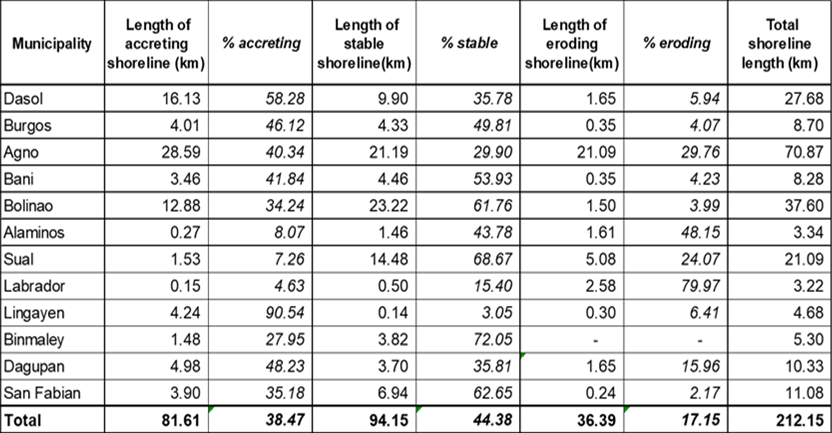 Municipality | Length of accreting shoreline (km) | % accreting | Length of stable shoreline(km) | % stable | Length of eroding shoreline(km) | % eroding | Total shoreline length (km)
Dasol | 16.13 | 58.28 | 9.90 | 35.78 | 1.65 | 5.94 | 27.68
Burgos | 4.01 | 46.12 | 4.33 | 49.81 | 0.35 | 4.07 | 8.70
Agno | 28.59 | 40.34 | 21.19 | 29.90 | 21.09 | 29.76 | 70.87
Bani | 3.46 | 41.84 | 4.46 | 53.93 | 0.35 | 4.23 | 8.28
Bolinao | 12.88 | 34.24 | 23.22 | 61.76 | 1.50 | 3.99 | 37.60
Alaminos | 0.27 | 8.07 | 1.46 | 43.78 | 1.61 | 48.15 | 3.34
Sual | 1.53 | 7.26 | 14.48 | 68.67 | 5.08 | 24.07 | 21.09
Labrador | 0.15 | 4.63 | 0.50 | 15.40 | 2.58 | 79.97 | 3.22
Lingayen | 4.24 | 90.54 | 0.14 | 3.05 | 0.30 | 6.41 | 4.68
Binmaley | 1.48 | 27.95 | 3.82 | 72.05 | - | - | 5.30
Dagupan | 4.98 | 48.23 | 3.70 | 35.81 | 1.65 | 15.96 | 10.33
San Fabian | 3.90 | 35.18 | 6.94 | 62.65 | 0.24 | 2.17 | 11.08
Total | 81.61 | 38.47 | 94.15 | 44.38 | 36.39 | 17.15 | 212.15